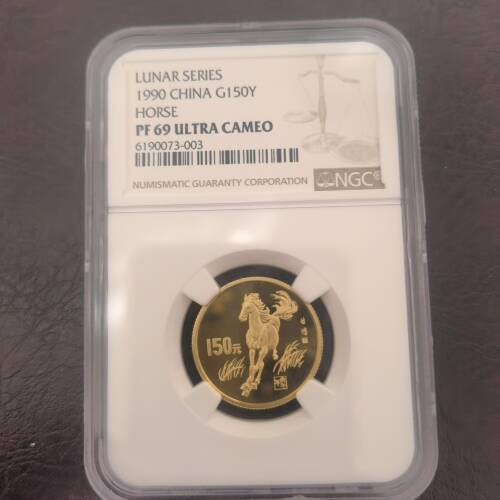 LUNAR SERIES
1990 CHINA G150Y
HORSE
PF 69 ULTRA CAMEO
6190073-003
NUMISMATIC GUARANTY CORPORATION
NGC
150元